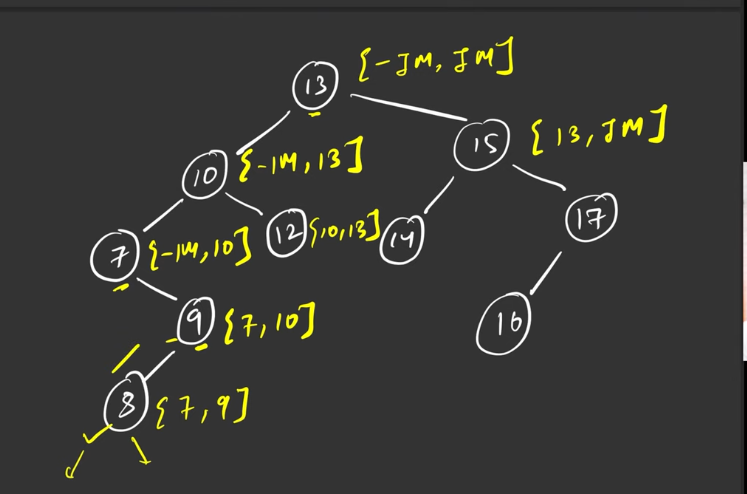 13 [-IM, IM]
10 [-IM, 13]
15 [13, IM]
7 [-IM, 10]
12 [10, 13]
14
17
9 [7, 10]
16
8 [7, 9]